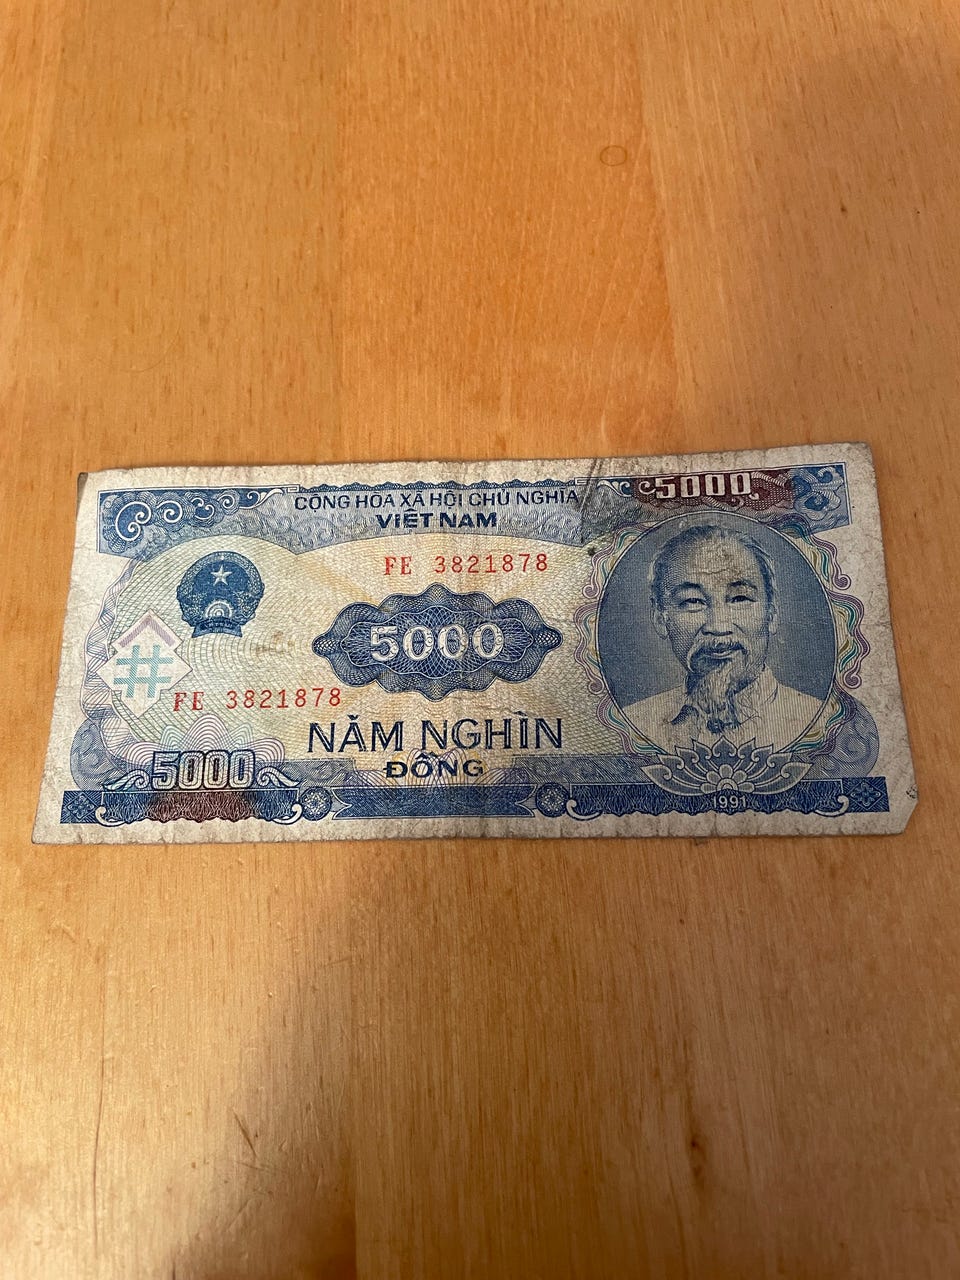 CỘNG HÒA XÃ HỘI CHỦ NGHĨA
VIỆT NAM
5000
FE 3821878
5000
FE 3821878
NĂM NGHÌN
ĐỒNG
5000
1991